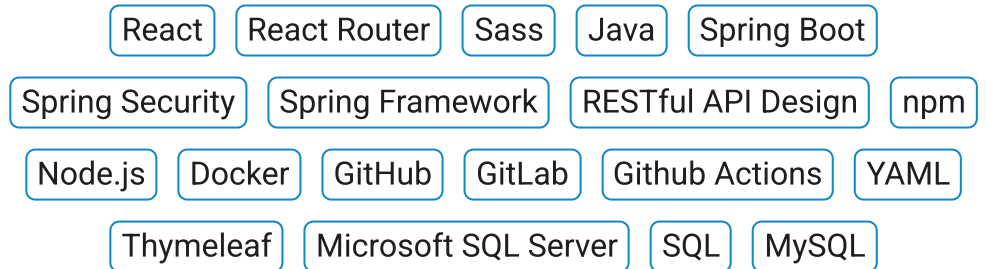 React React Router Sass Java Spring Boot
Spring Security Spring Framework RESTful API Design npm
Node.js Docker GitHub GitLab Github Actions YAML
Thymeleaf Microsoft SQL Server SQL MySQL